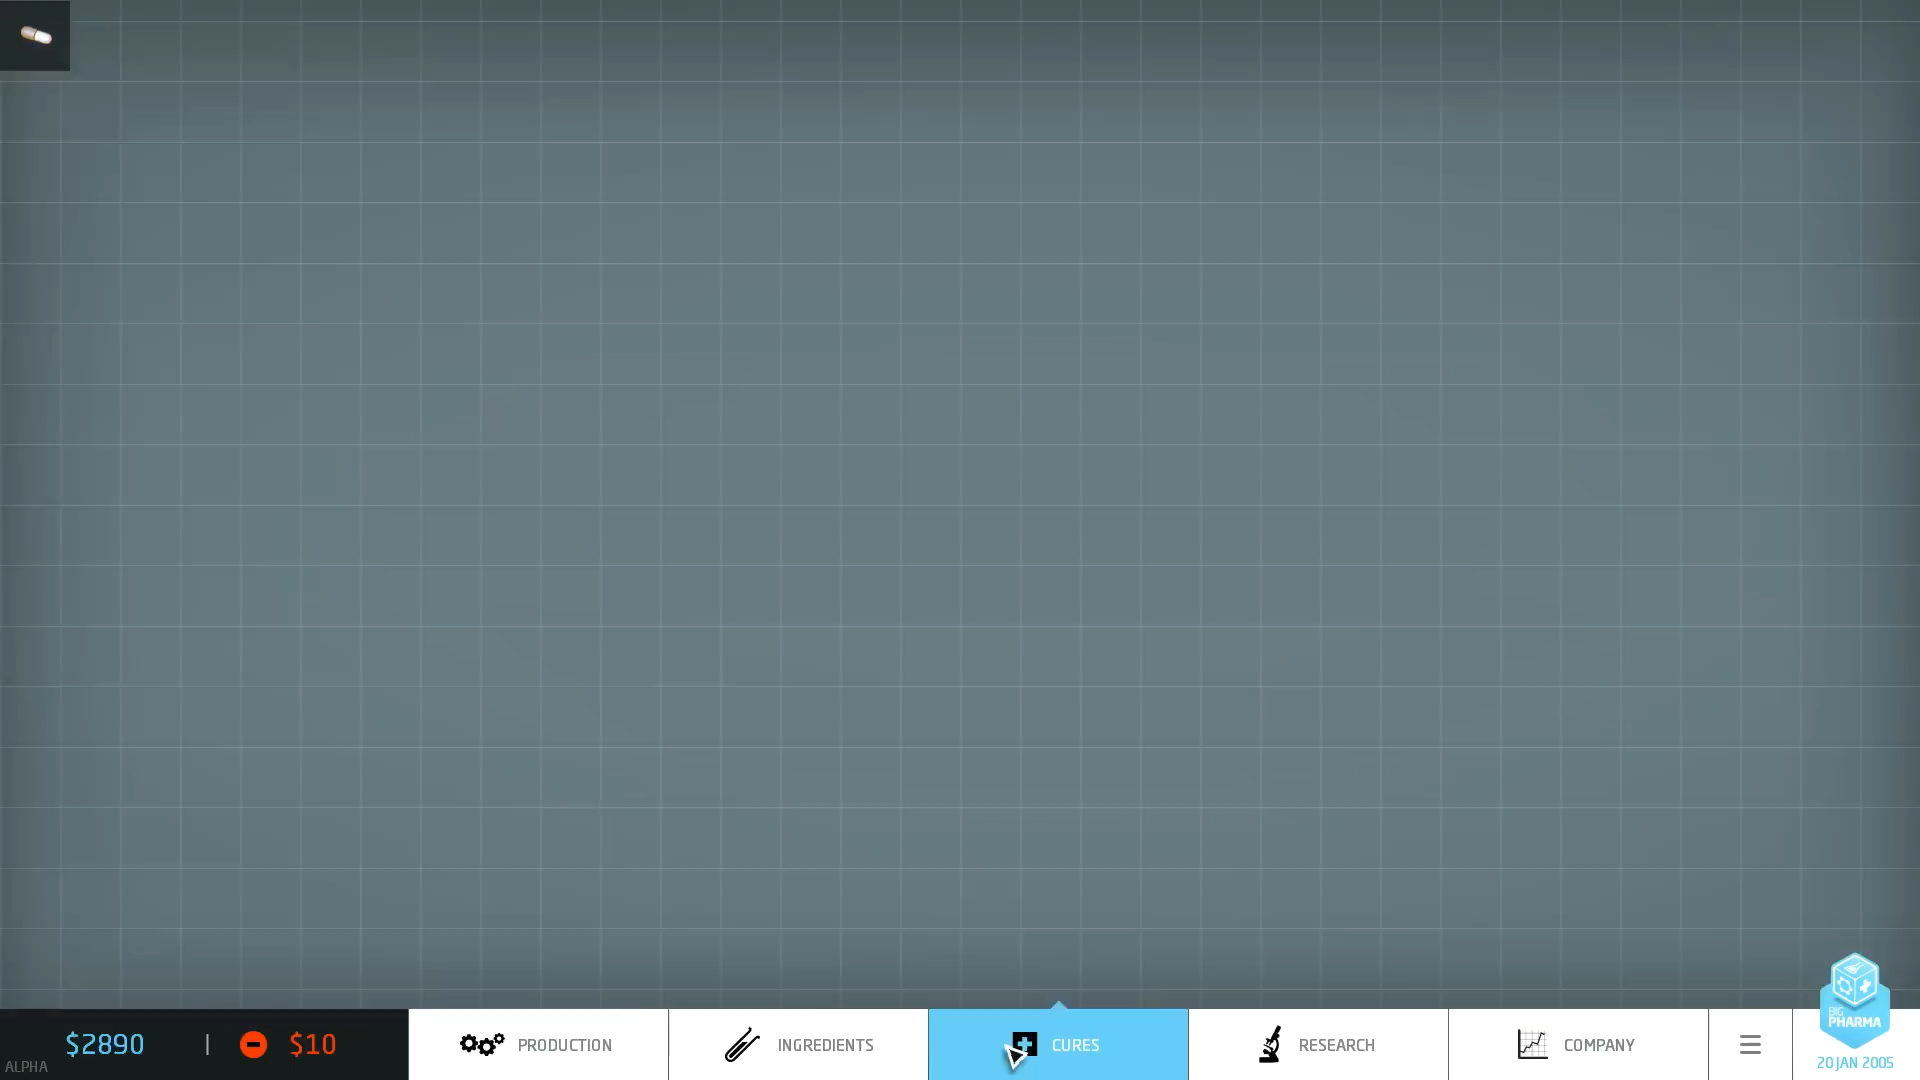 $2890 | $10
ALPHA
PRODUCTION
INGREDIENTS
CURES
RESEARCH
COMPANY
BIG
PHARMA
20 JAN 2005